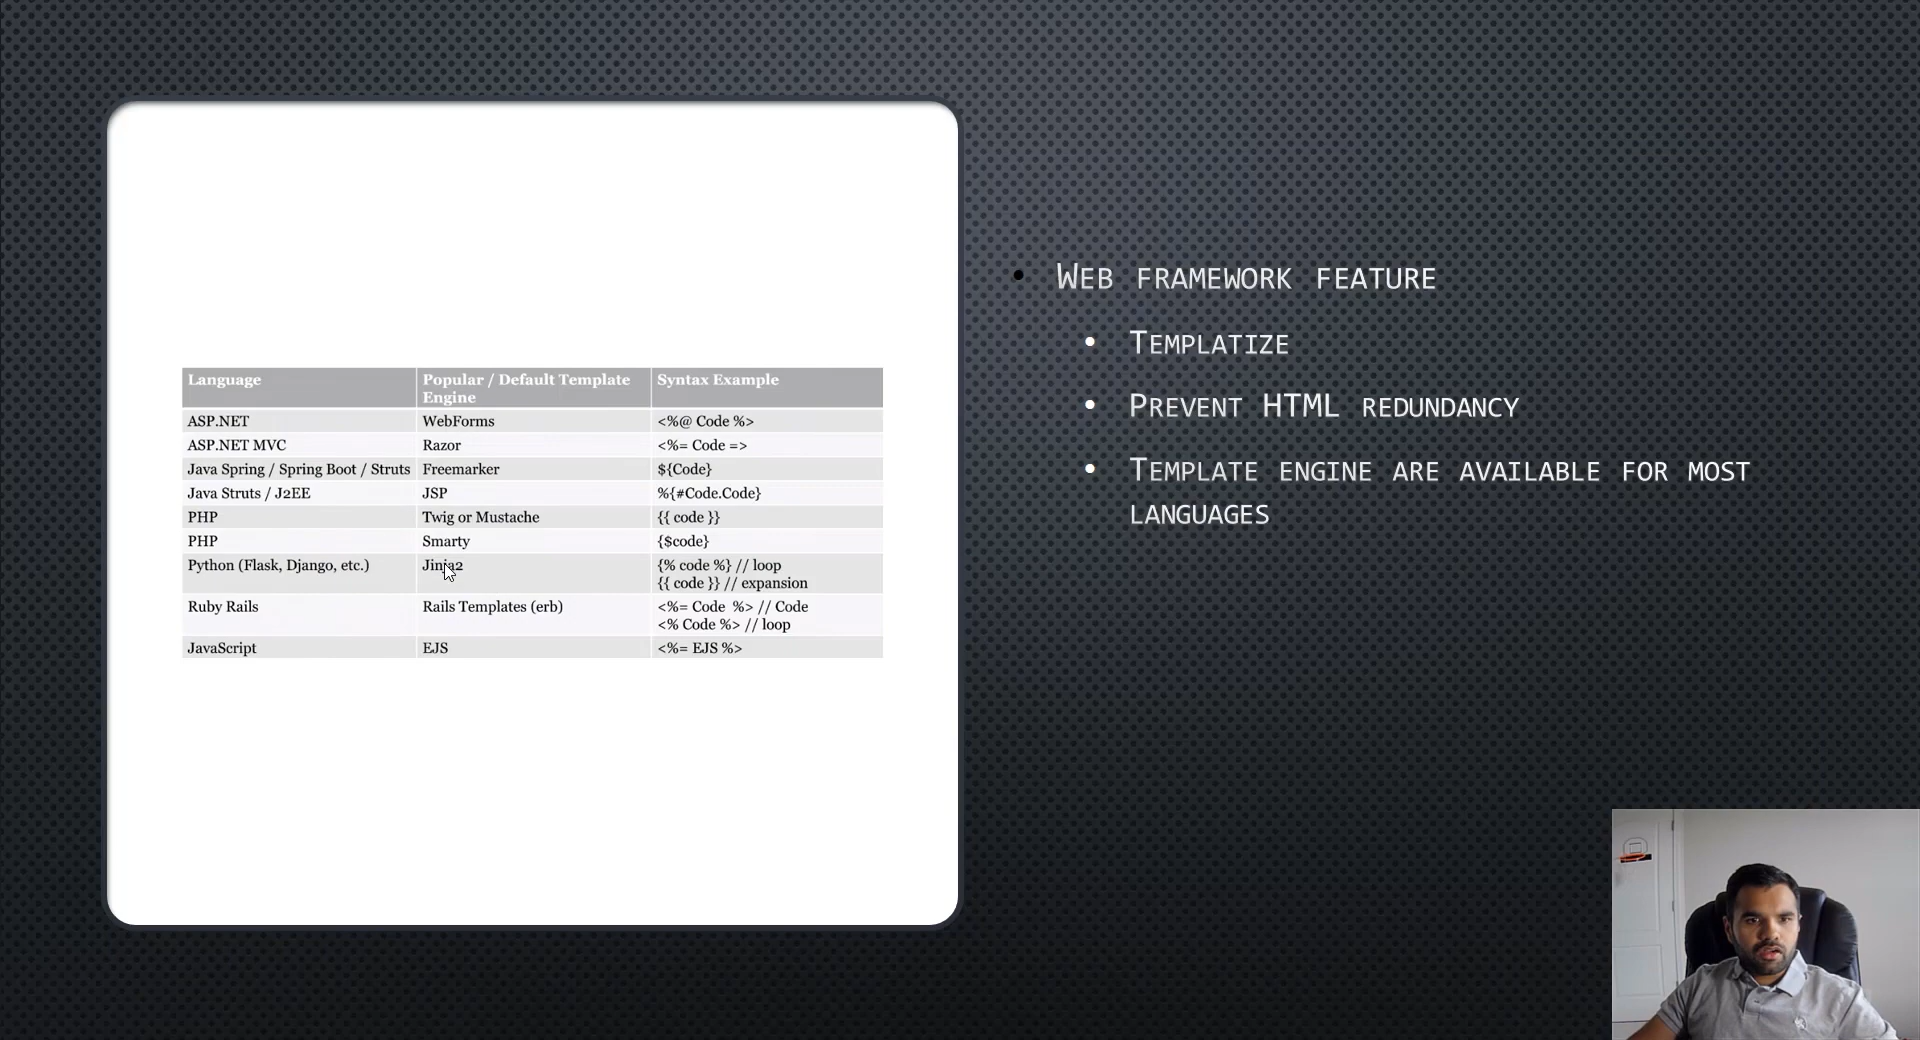 Language Popular / Default Template Engine Syntax Example
ASP.NET WebForms <%@ Code %>
ASP.NET MVC Razor <%= Code =>
Java Spring / Spring Boot / Struts Freemarker ${Code}
Java Struts / J2EE JSP %{#Code.Code}
PHP Twig or Mustache {{ code }}
PHP Smarty {$code}
Python (Flask, Django, etc.) Jinja2 {% code %} // loop
{{ code }} // expansion
Ruby Rails Rails Templates (erb) <%= Code %> // Code
<% Code %> // loop
JavaScript EJS <%= EJS %>
• Web framework feature
• Templatize
• Prevent HTML redundancy
• Template engine are available for most
languages